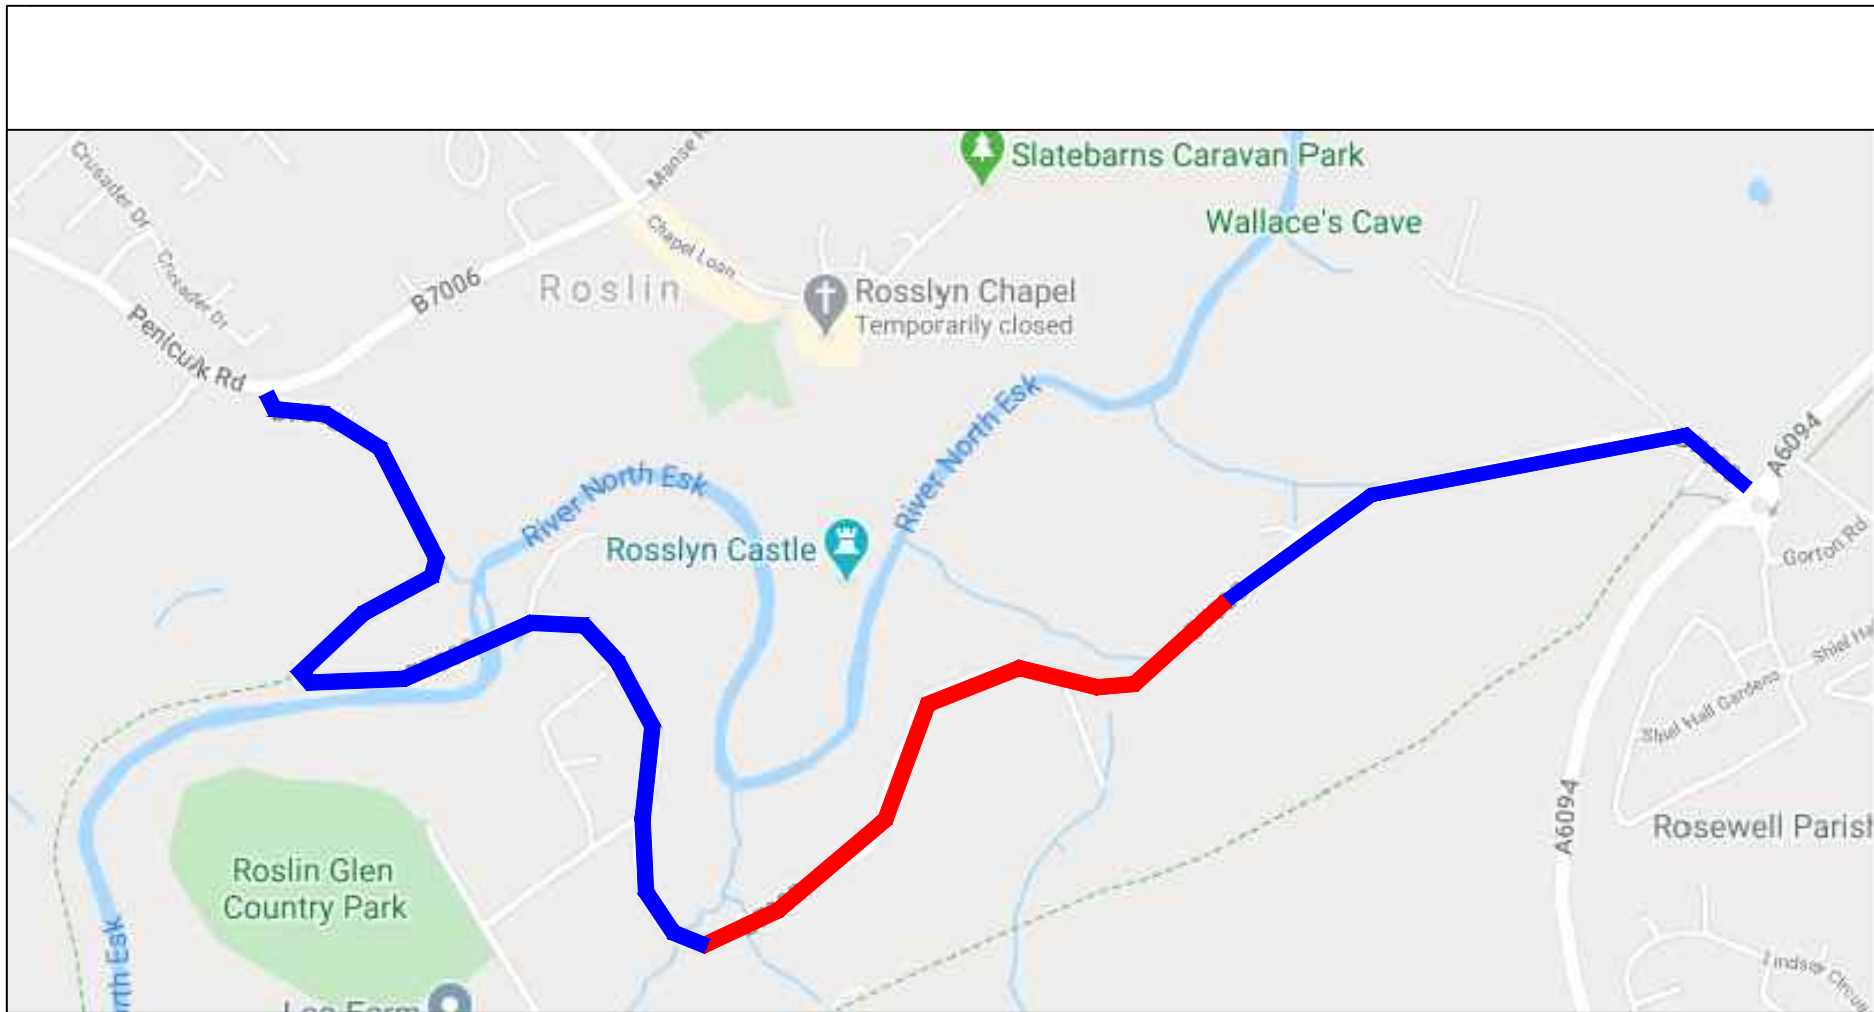 Slatebarns Caravan Park
Crusader Dr
Wallace's Cave
Chapel Loan
Crusader Dr
B7006
Roslin
Rosslyn Chapel
Temporarily closed
Penicuik Rd
River North Esk
A6094
River North Esk
Rosslyn Castle
Gorton Rd
Shiel Hall Gardens
A6094
Rosewell Paris
Roslin Glen
Country Park
rth Esk